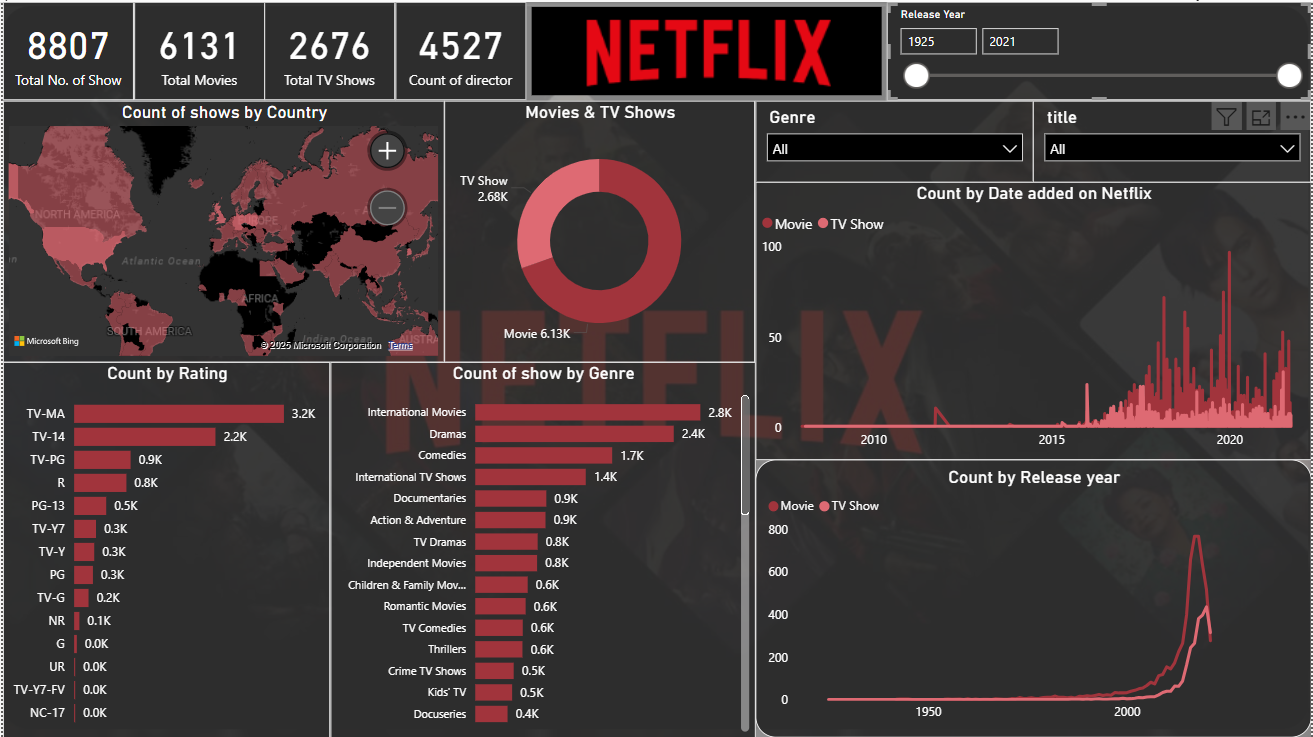 8807
Total No. of Show
6131
Total Movies
2676
Total TV Shows
4527
Count of director
NETFLIX
Release Year
1925
2021
Count of shows by Country
NORTH AMERICA
EUROPE
Atlantic Ocean
AFRICA
SOUTH AMERICA
Indian Ocean
AUSTRA
Microsoft Bing
© 2025 Microsoft Corporation Terms
Movies & TV Shows
TV Show
2.68K
Movie 6.13K
Genre
All
title
All
Count by Date added on Netflix
Movie TV Show
100
50
0
2010 2015 2020
Count by Rating
TV-MA 3.2K
TV-14 2.2K
TV-PG 0.9K
R 0.8K
PG-13 0.5K
TV-Y7 0.3K
TV-Y 0.3K
PG 0.3K
TV-G 0.2K
NR 0.1K
G 0.0K
UR 0.0K
TV-Y7-FV 0.0K
NC-17 0.0K
Count of show by Genre
International Movies 2.8K
Dramas 2.4K
Comedies 1.7K
International TV Shows 1.4K
Documentaries 0.9K
Action & Adventure 0.9K
TV Dramas 0.8K
Independent Movies 0.8K
Children & Family Mov... 0.6K
Romantic Movies 0.6K
TV Comedies 0.6K
Thrillers 0.6K
Crime TV Shows 0.5K
Kids' TV 0.5K
Docuseries 0.4K
NETFLIX
Count by Release year
Movie TV Show
800
600
400
200
0
1950 2000